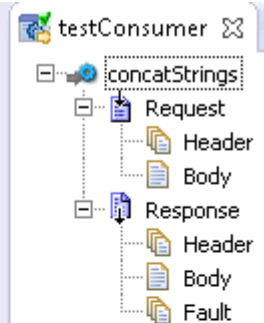 testConsumer
concatStrings
Request
Header
Body
Response
Header
Body
Fault